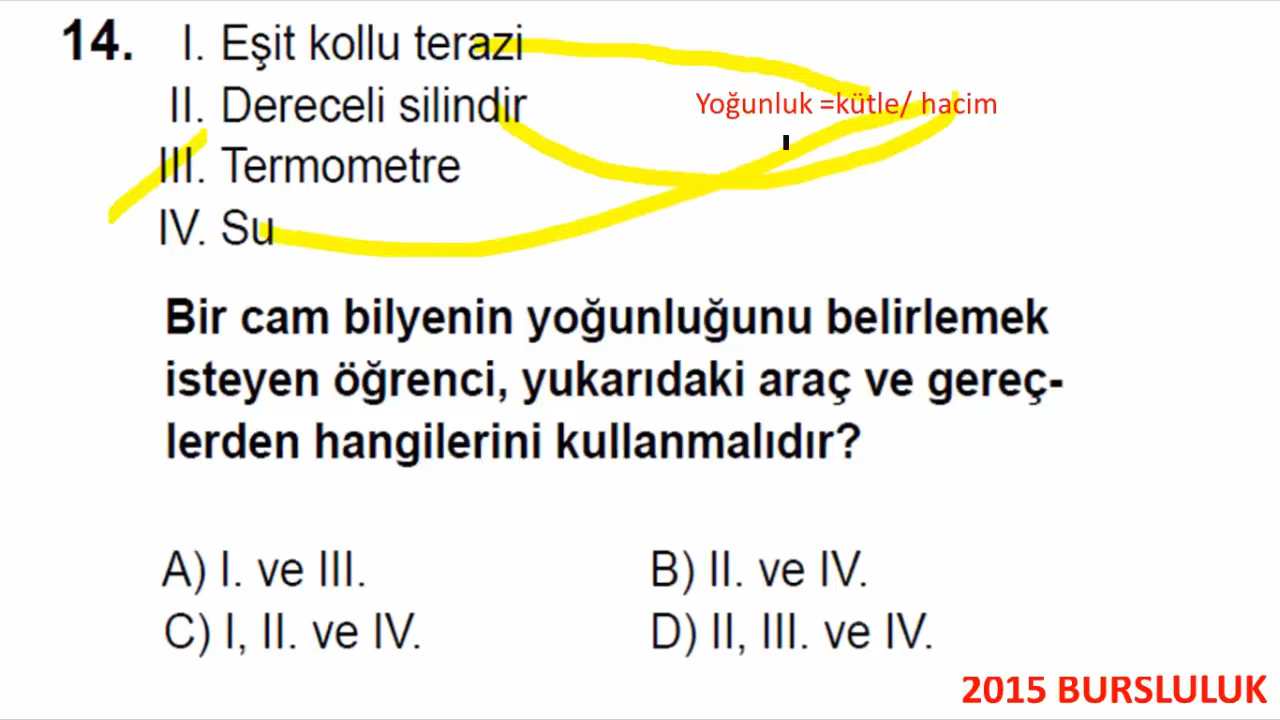 14. I. Eşit kollu terazi
II. Dereceli silindir
Yoğunluk =kütle/ hacim
III. Termometre
IV. Su
Bir cam bilyenin yoğunluğunu belirlemek
isteyen öğrenci, yukarıdaki araç ve gereç-
lerden hangilerini kullanmalıdır?
A) I. ve III.
B) II. ve IV.
C) I, II. ve IV.
D) II, III. ve IV.
2015 BURSLULUK